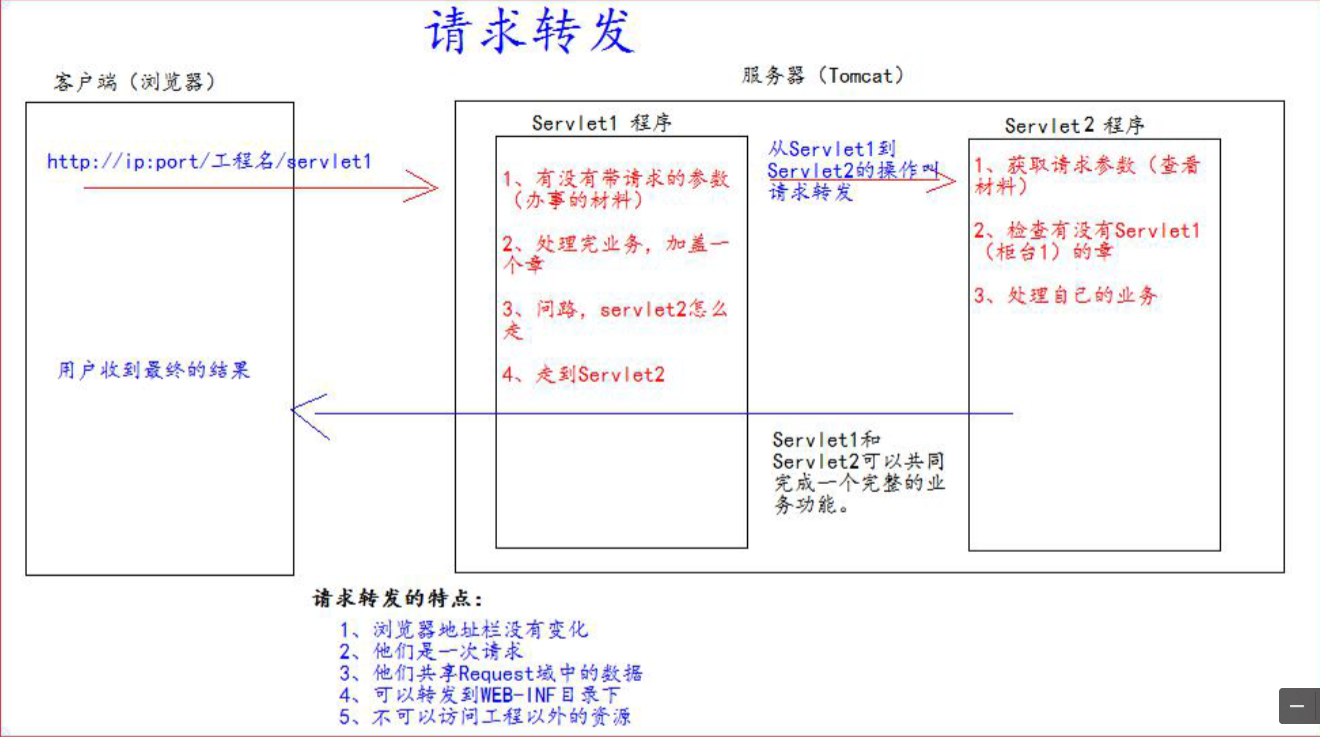 请求转发
客户端（浏览器）
服务器（Tomcat）
http://ip:port/工程名/servlet1
用户收到最终的结果
Servlet1 程序
1、有没有带请求的参数
（办事的材料）
2、处理完业务，加盖一
个章
3、问路，servlet2怎么
走
4、走到Servlet2
从Servlet1到
Servlet2的操作叫
请求转发
Servlet2 程序
1、获取请求参数（查看
材料）
2、检查有没有Servlet1
（柜台1）的章
3、处理自己的业务
Servlet1和
Servlet2可以共同
完成一个完整的业
务功能。
请求转发的特点:
1、浏览器地址栏没有变化
2、他们是一次请求
3、他们共享Request域中的数据
4、可以转发到WEB-INF目录下
5、不可以访问工程以外的资源